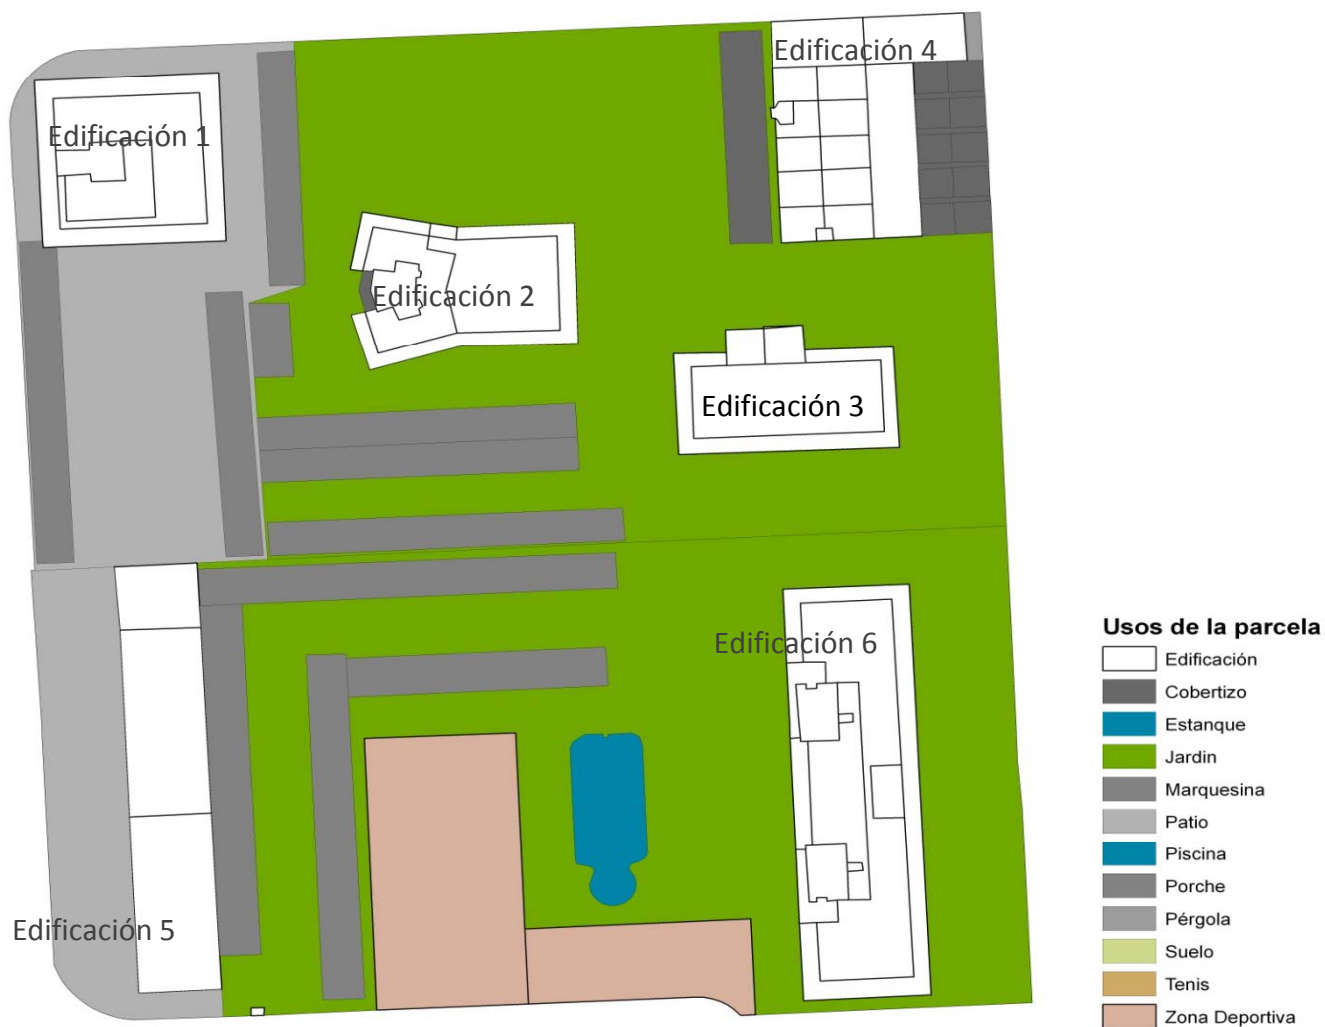 Edificación 4
Edificación 1
Edificación 2
Edificación 3
Edificación 6
Edificación 5
Usos de la parcela
Edificación
Cobertizo
Estanque
Jardin
Marquesina
Patio
Piscina
Porche
Pérgola
Suelo
Tenis
Zona Deportiva